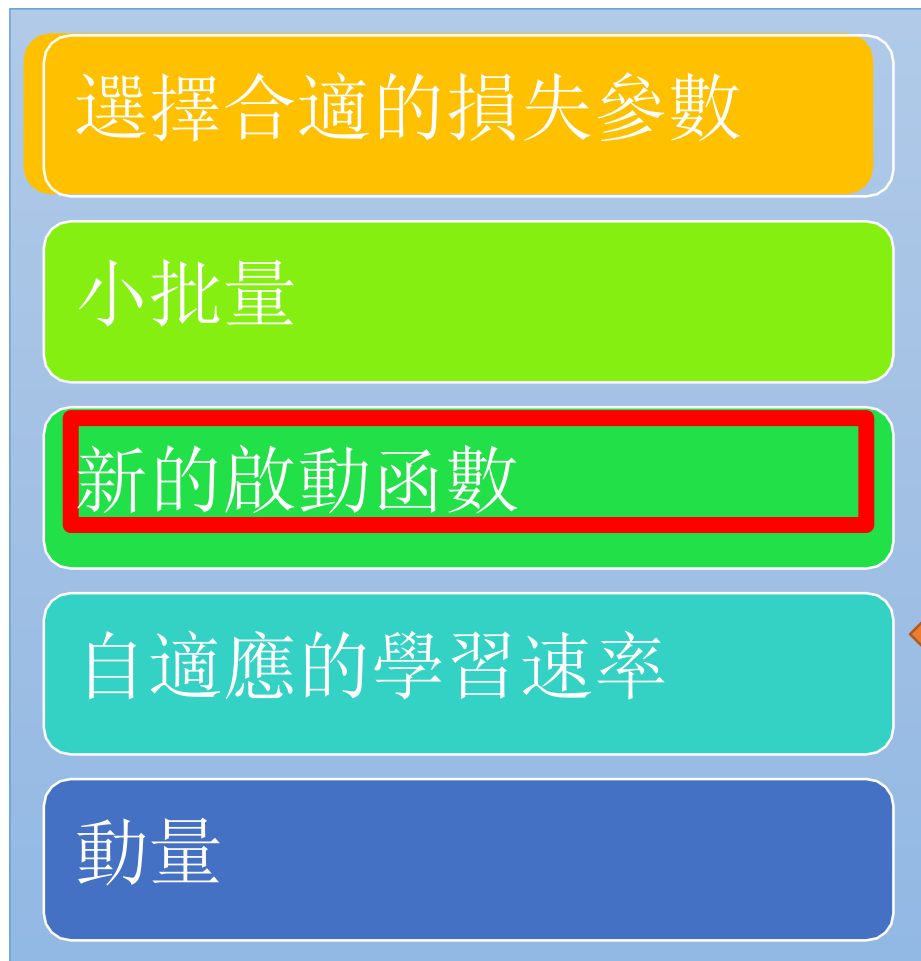 選擇合適的損失參數
小批量
新的啟動函數
自適應的學習速率
動量